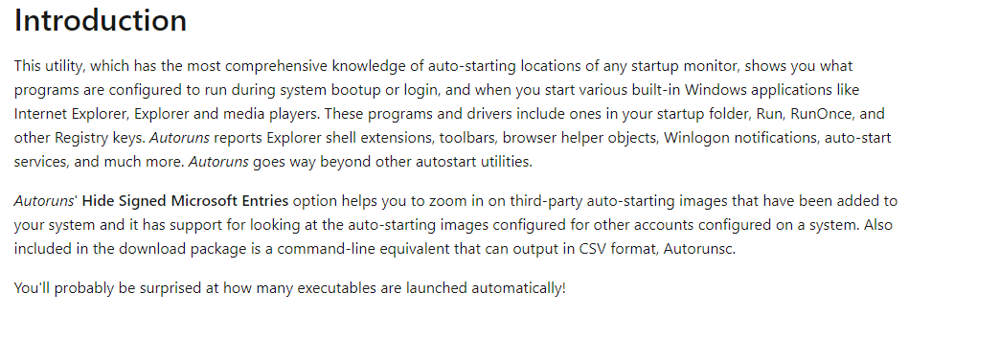 Introduction
This utility, which has the most comprehensive knowledge of auto-starting locations of any startup monitor, shows you what
programs are configured to run during system bootup or login, and when you start various built-in Windows applications like
Internet Explorer, Explorer and media players. These programs and drivers include ones in your startup folder, Run, RunOnce, and
other Registry keys. Autoruns reports Explorer shell extensions, toolbars, browser helper objects, Winlogon notifications, auto-start
services, and much more. Autoruns goes way beyond other autostart utilities.
Autoruns' Hide Signed Microsoft Entries option helps you to zoom in on third-party auto-starting images that have been added to
your system and it has support for looking at the auto-starting images configured for other accounts configured on a system. Also
included in the download package is a command-line equivalent that can output in CSV format, Autorunsc.
You'll probably be surprised at how many executables are launched automatically!